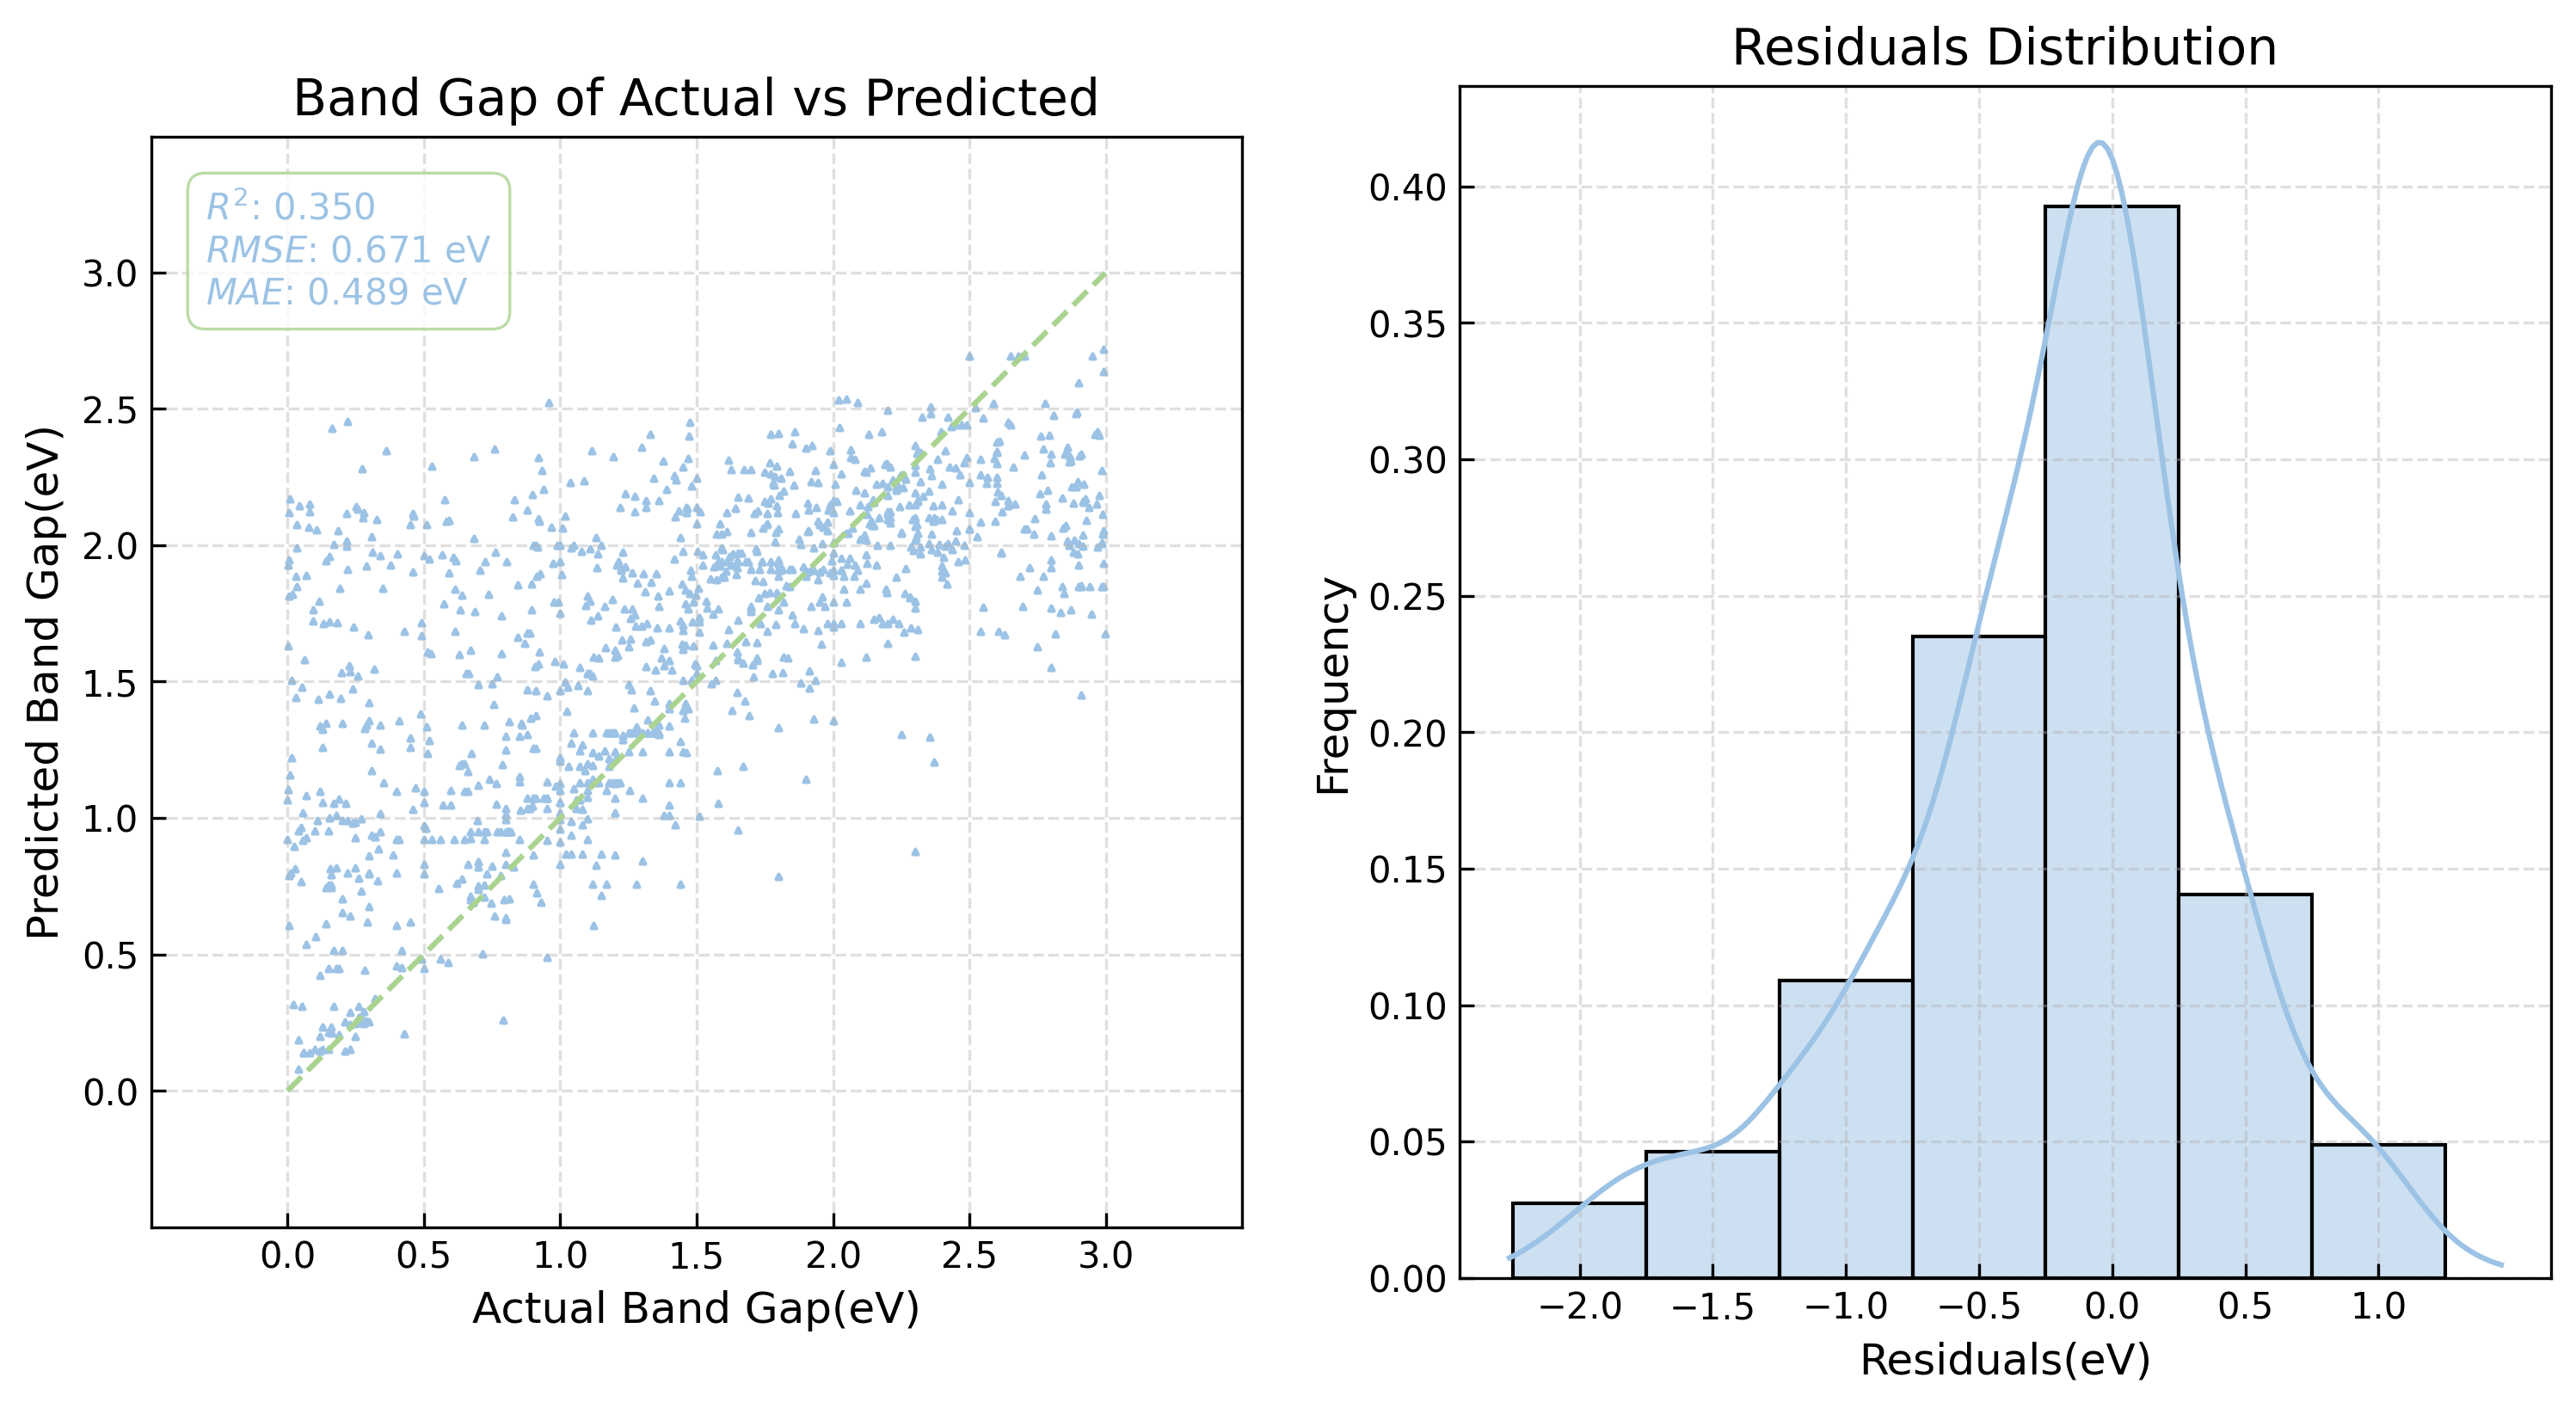 Band Gap of Actual vs Predicted
R²: 0.350
RMSE: 0.671 eV
MAE: 0.489 eV
3.0
2.5
2.0
1.5
1.0
0.5
0.0
Predicted Band Gap(eV)
0.0 0.5 1.0 1.5 2.0 2.5 3.0
Actual Band Gap(eV)
Residuals Distribution
0.40
0.35
0.30
0.25
0.20
0.15
0.10
0.05
0.00
Frequency
−2.0 −1.5 −1.0 −0.5 0.0 0.5 1.0
Residuals(eV)